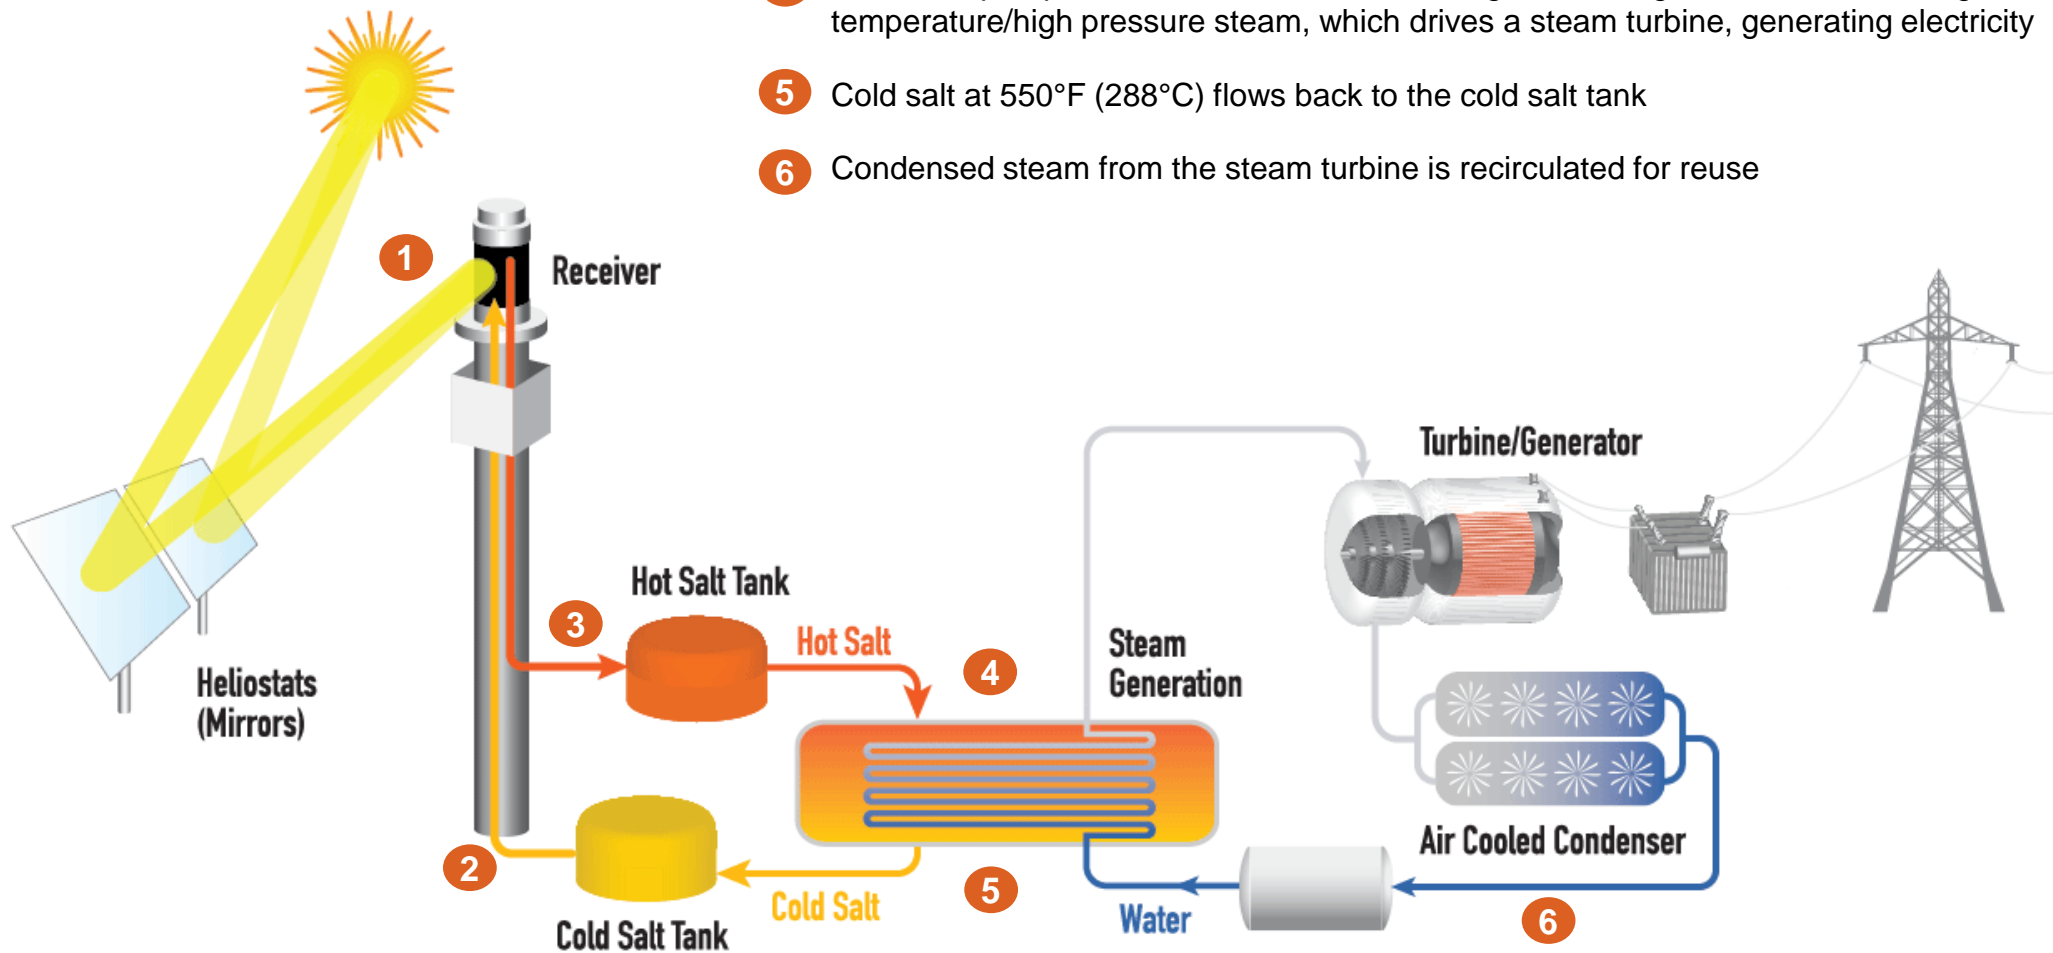 temperature/high pressure steam, which drives a steam turbine, generating electricity
5 Cold salt at 550°F (288°C) flows back to the cold salt tank
6 Condensed steam from the steam turbine is recirculated for reuse
1
Receiver
Turbine/Generator
Hot Salt Tank
3
Hot Salt
4
Steam
Generation
Heliostats
(Mirrors)
Air Cooled Condenser
2
5
Cold Salt
Water
6
Cold Salt Tank